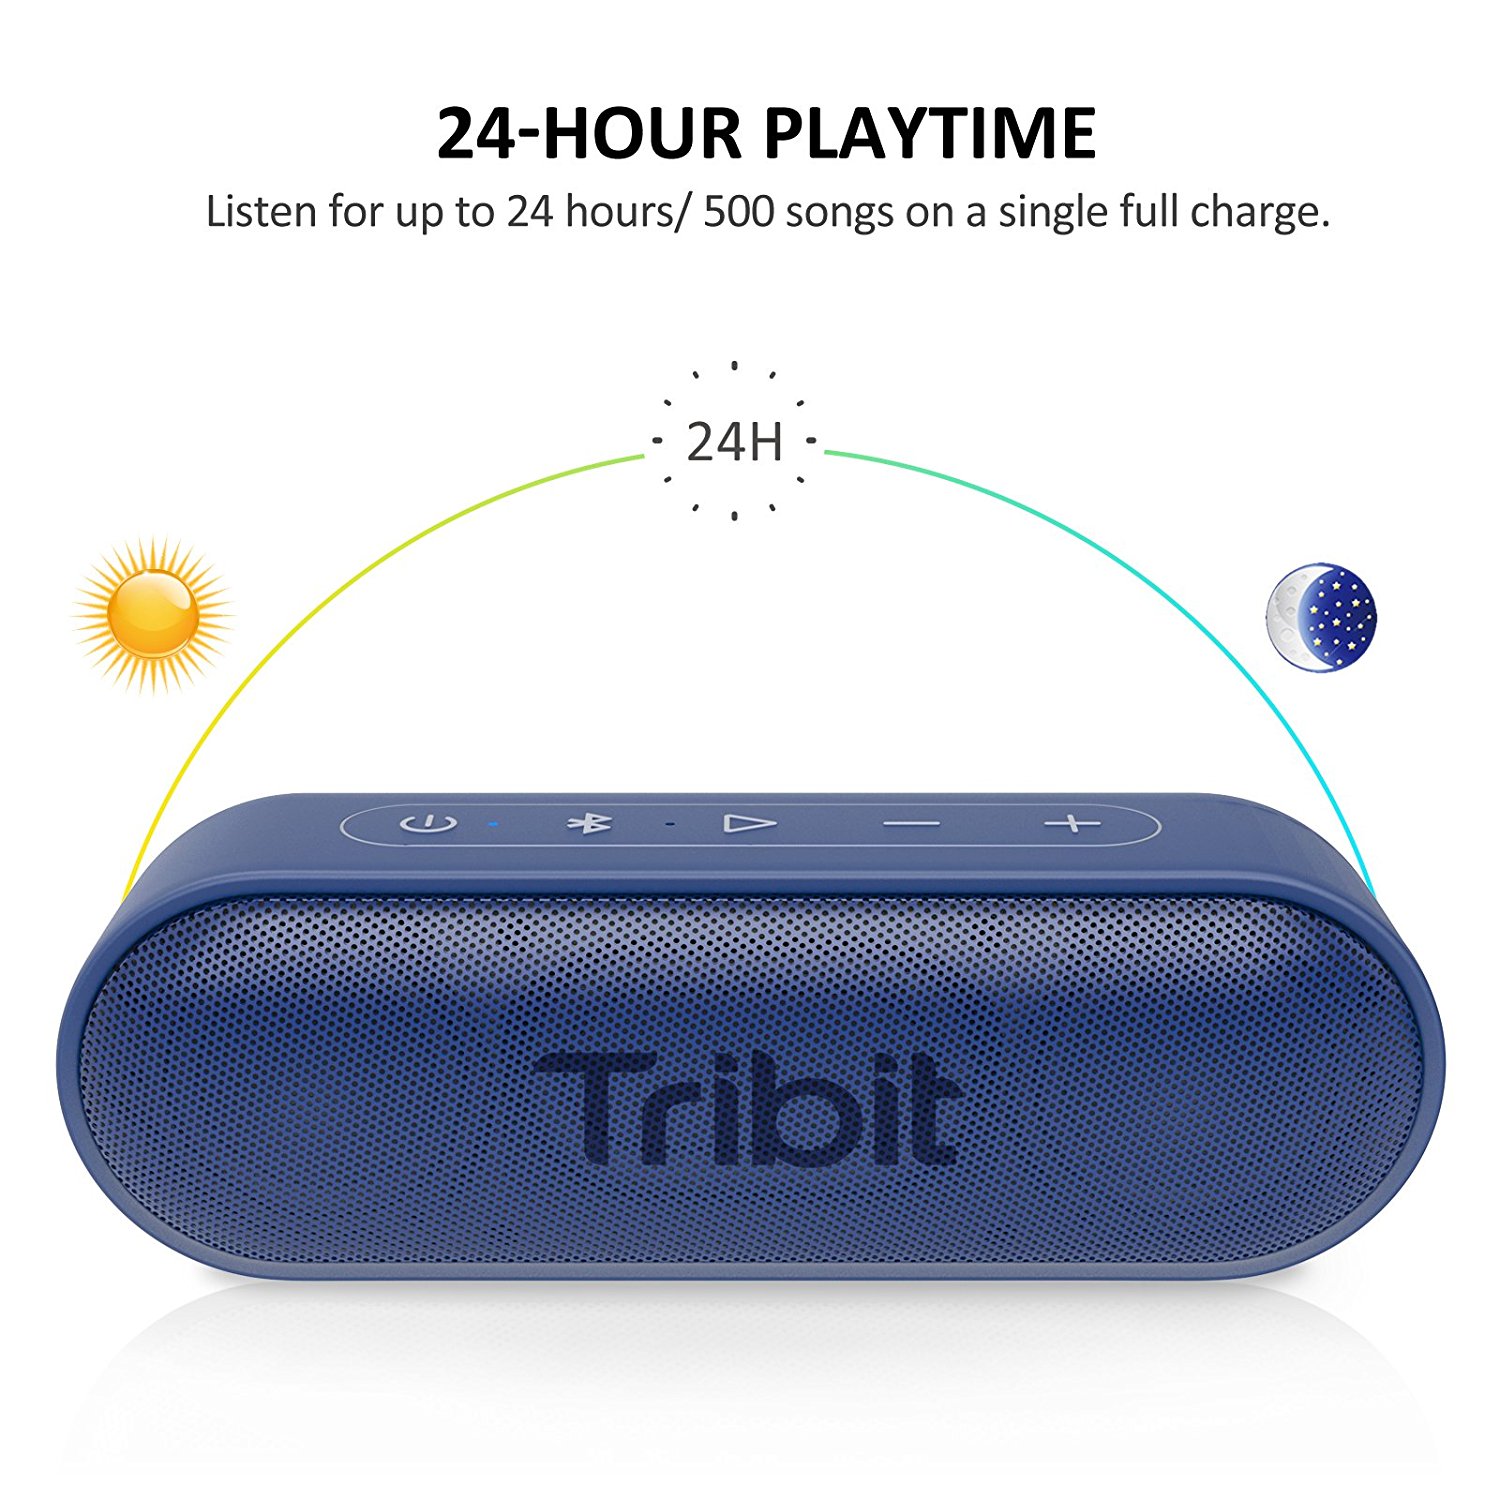 24-HOUR PLAYTIME
Listen for up to 24 hours/ 500 songs on a single full charge.
24H
Tribit